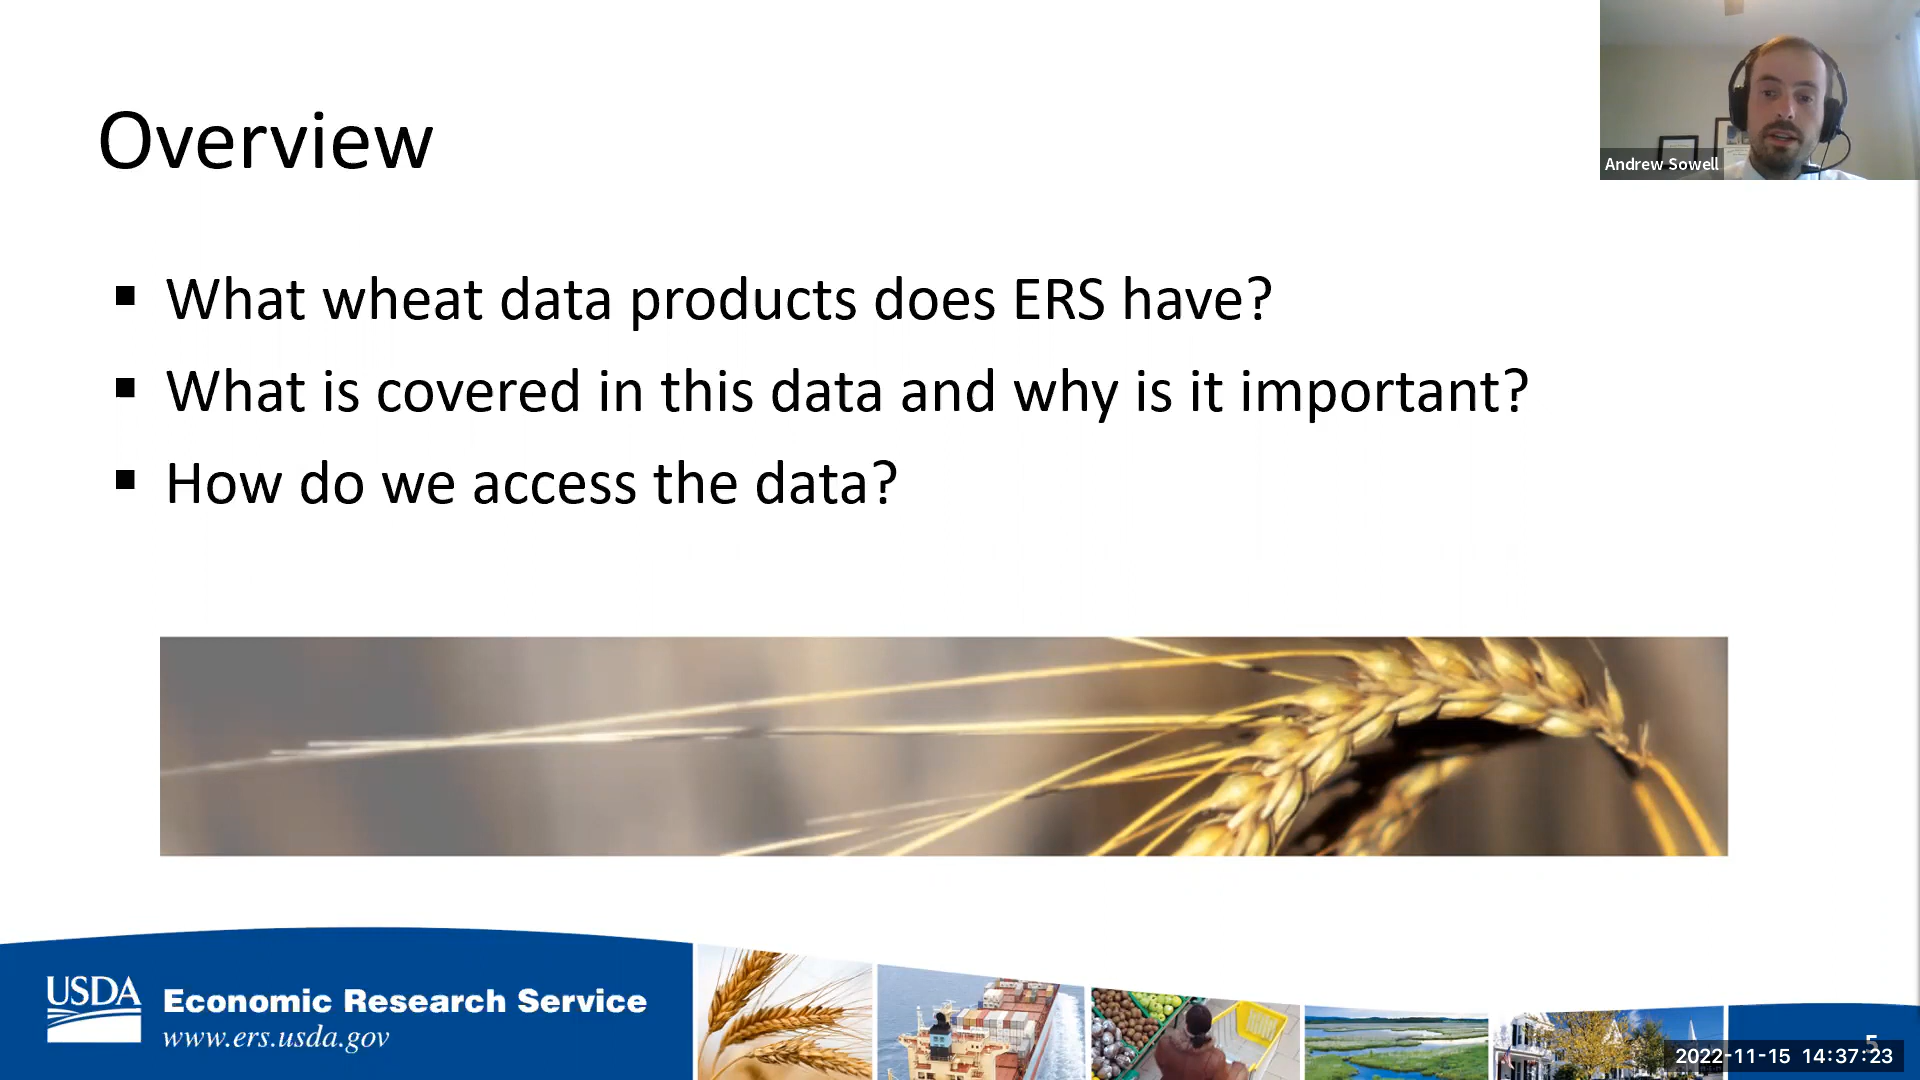 Andrew Sowell
Overview
▪ What wheat data products does ERS have?
▪ What is covered in this data and why is it important?
▪ How do we access the data?
USDA
Economic Research Service
www.ers.usda.gov
5
2022-11-15 14:37:23